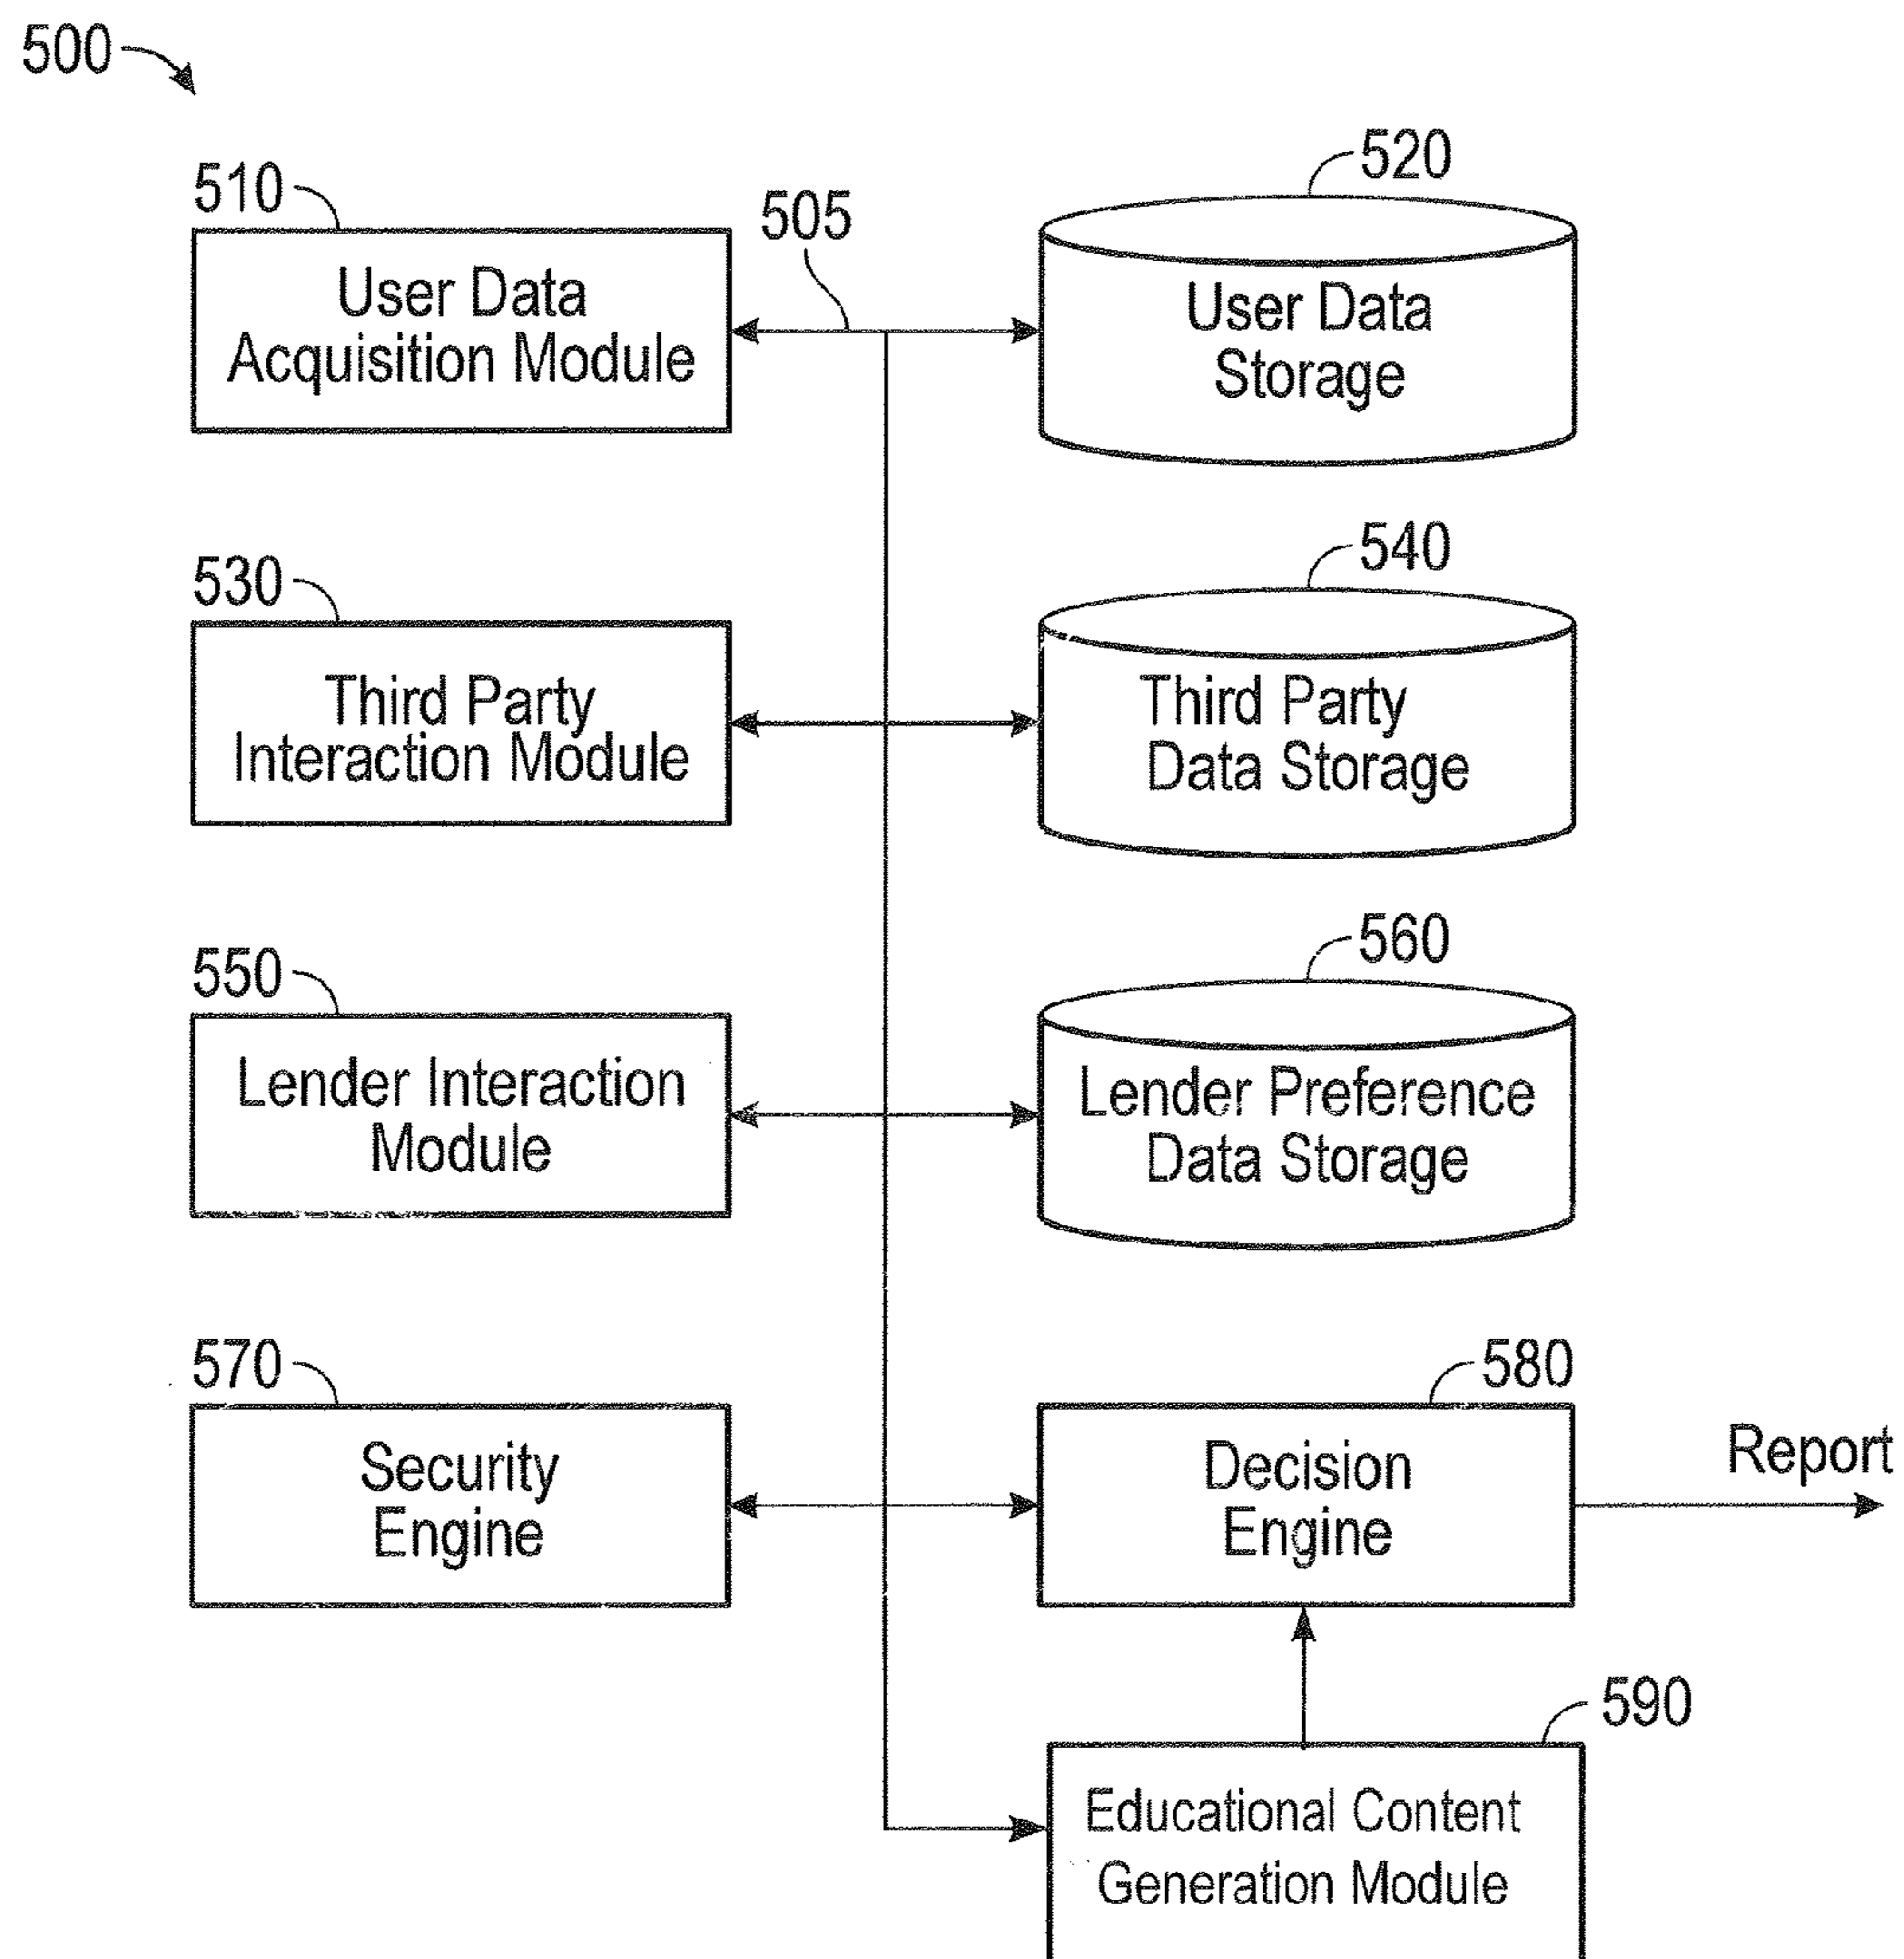 500
510
User Data
Acquisition Module
505
520
User Data
Storage
530
Third Party
Interaction Module
540
Third Party
Data Storage
550
Lender Interaction
Module
560
Lender Preference
Data Storage
570
Security
Engine
580
Decision
Engine
Report
590
Educational Content
Generation Module